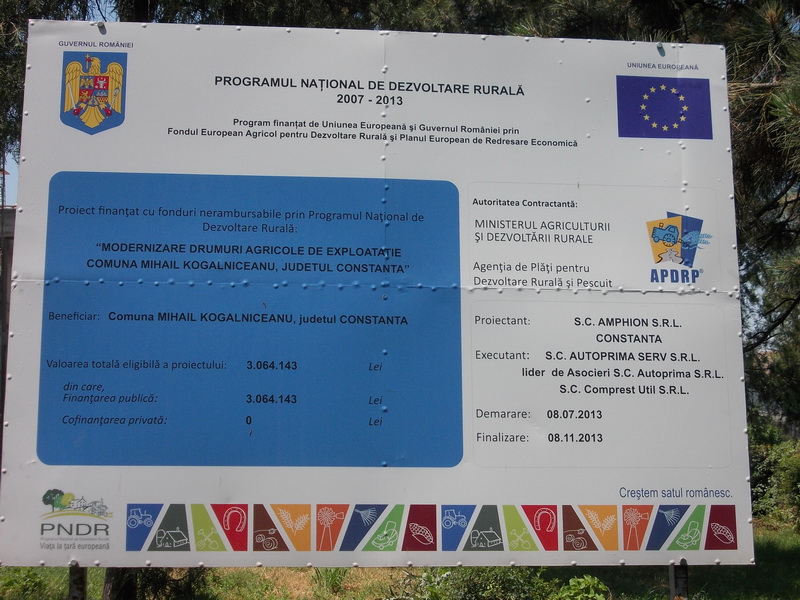 GUVERNUL ROMÂNIEI
UNIUNEA EUROPEANĂ
PROGRAMUL NAȚIONAL DE DEZVOLTARE RURALĂ
2007 - 2013
Program finanțat de Uniunea Europeană și Guvernul României prin
Fondul European Agricol pentru Dezvoltare Rurală și Planul European de Redresare Economică
Proiect finanțat cu fonduri nerambursabile prin Programul Național de
Dezvoltare Rurală:
“MODERNIZARE DRUMURI AGRICOLE DE EXPLOATAȚIE
COMUNA MIHAIL KOGALNICEANU, JUDETUL CONSTANTA”
Beneficiar: Comuna MIHAIL KOGALNICEANU, judetul CONSTANTA
Valoarea totală eligibilă a proiectului: 3.064.143 Lei
din care,
Finanțarea publică: 3.064.143 Lei
Cofinanțarea privată: 0 Lei
Autoritatea Contractantă:
MINISTERUL AGRICULTURII
ȘI DEZVOLTĂRII RURALE
Agenția de Plăți pentru
Dezvoltare Rurală și Pescuit
APDRP®
Proiectant: S.C. AMPHION S.R.L.
CONSTANTA
Executant: S.C. AUTOPRIMA SERV S.R.L.
lider de Asocieri S.C. Autoprima S.R.L.
S.C. Comprest Util S.R.L.
Demarare: 08.07.2013
Finalizare: 08.11.2013
Creștem satul românesc.
PNDR
Viața la țară europeană